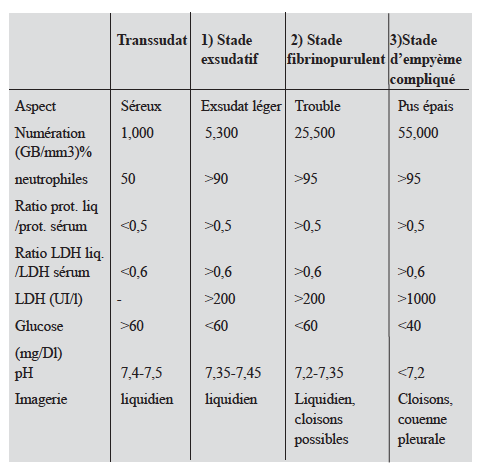 Transsudat 1) Stade 2) Stade 3)Stade
exsudatif fibrinopurulent d'empyème
compliqué
Aspect Séreux Exsudat léger Trouble Pus épais
Numération 1,000 5,300 25,500 55,000
(GB/mm3)%
neutrophiles 50 >90 >95 >95
Ratio prot. liq
/prot. sérum <0,5 >0,5 >0,5 >0,5
Ratio LDH liq.
/LDH sérum <0,6 >0,6 >0,6 >0,6
LDH (UI/l) - >200 >200 >1000
Glucose >60 <60 <60 <40
(mg/Dl)
pH 7,4-7,5 7,35-7,45 7,2-7,35 <7,2
Imagerie liquidien liquidien Liquidien, Cloisons,
cloisons couenne
possibles pleurale